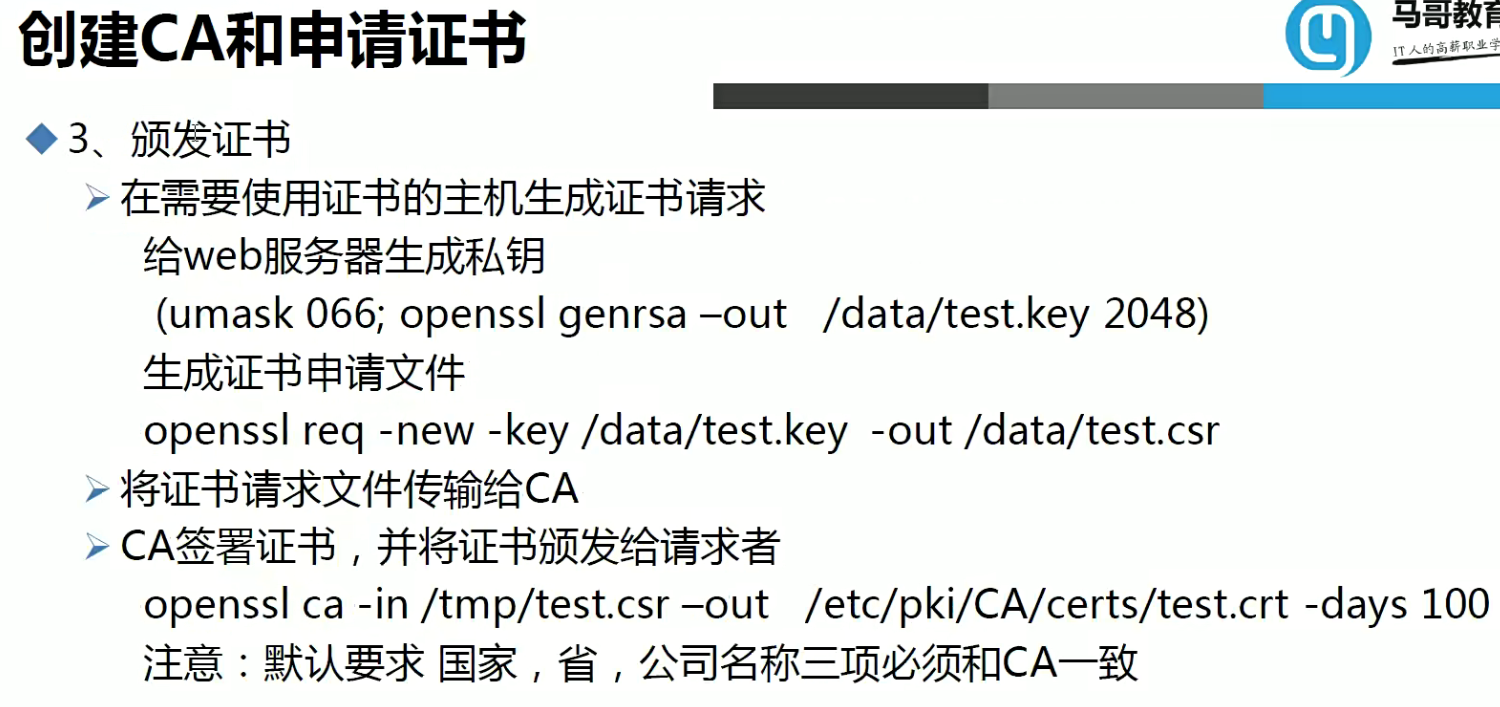 创建CA和申请证书
马哥教育
IT人的高薪职业学
3、颁发证书
在需要使用证书的主机生成证书请求
给web服务器生成私钥
(umask 066; openssl genrsa –out /data/test.key 2048)
生成证书申请文件
openssl req -new -key /data/test.key -out /data/test.csr
将证书请求文件传输给CA
CA签署证书，并将证书颁发给请求者
openssl ca -in /tmp/test.csr –out /etc/pki/CA/certs/test.crt -days 100
注意：默认要求 国家，省，公司名称三项必须和CA一致